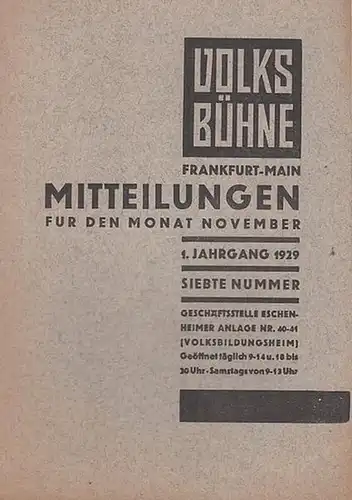 VOLKS
BÜHNE
FRANKFURT-MAIN
MITTEILUNGEN
FÜR DEN MONAT NOVEMBER
1. JAHRGANG 1929
SIEBTE NUMMER
GESCHÄFTSSTELLE ESCHEN-
HEIMER ANLAGE NR. 40-41
(VOLKSBILDUNGSHEIM)
Geöffnet täglich 9-14 u. 18 bis
20 Uhr · Samstags von 9-13 Uhr